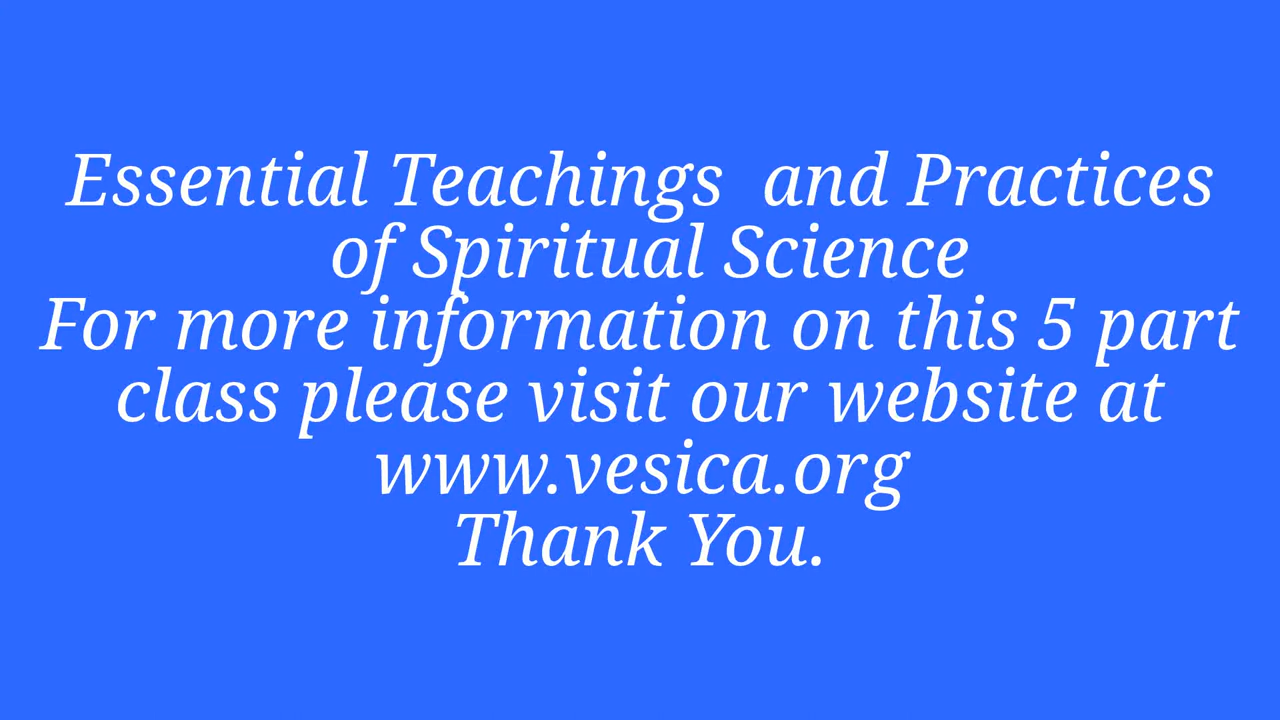 Essential Teachings  and Practices
of Spiritual Science
For more information on this 5 part
class please visit our website at
www.vesica.org
Thank You.